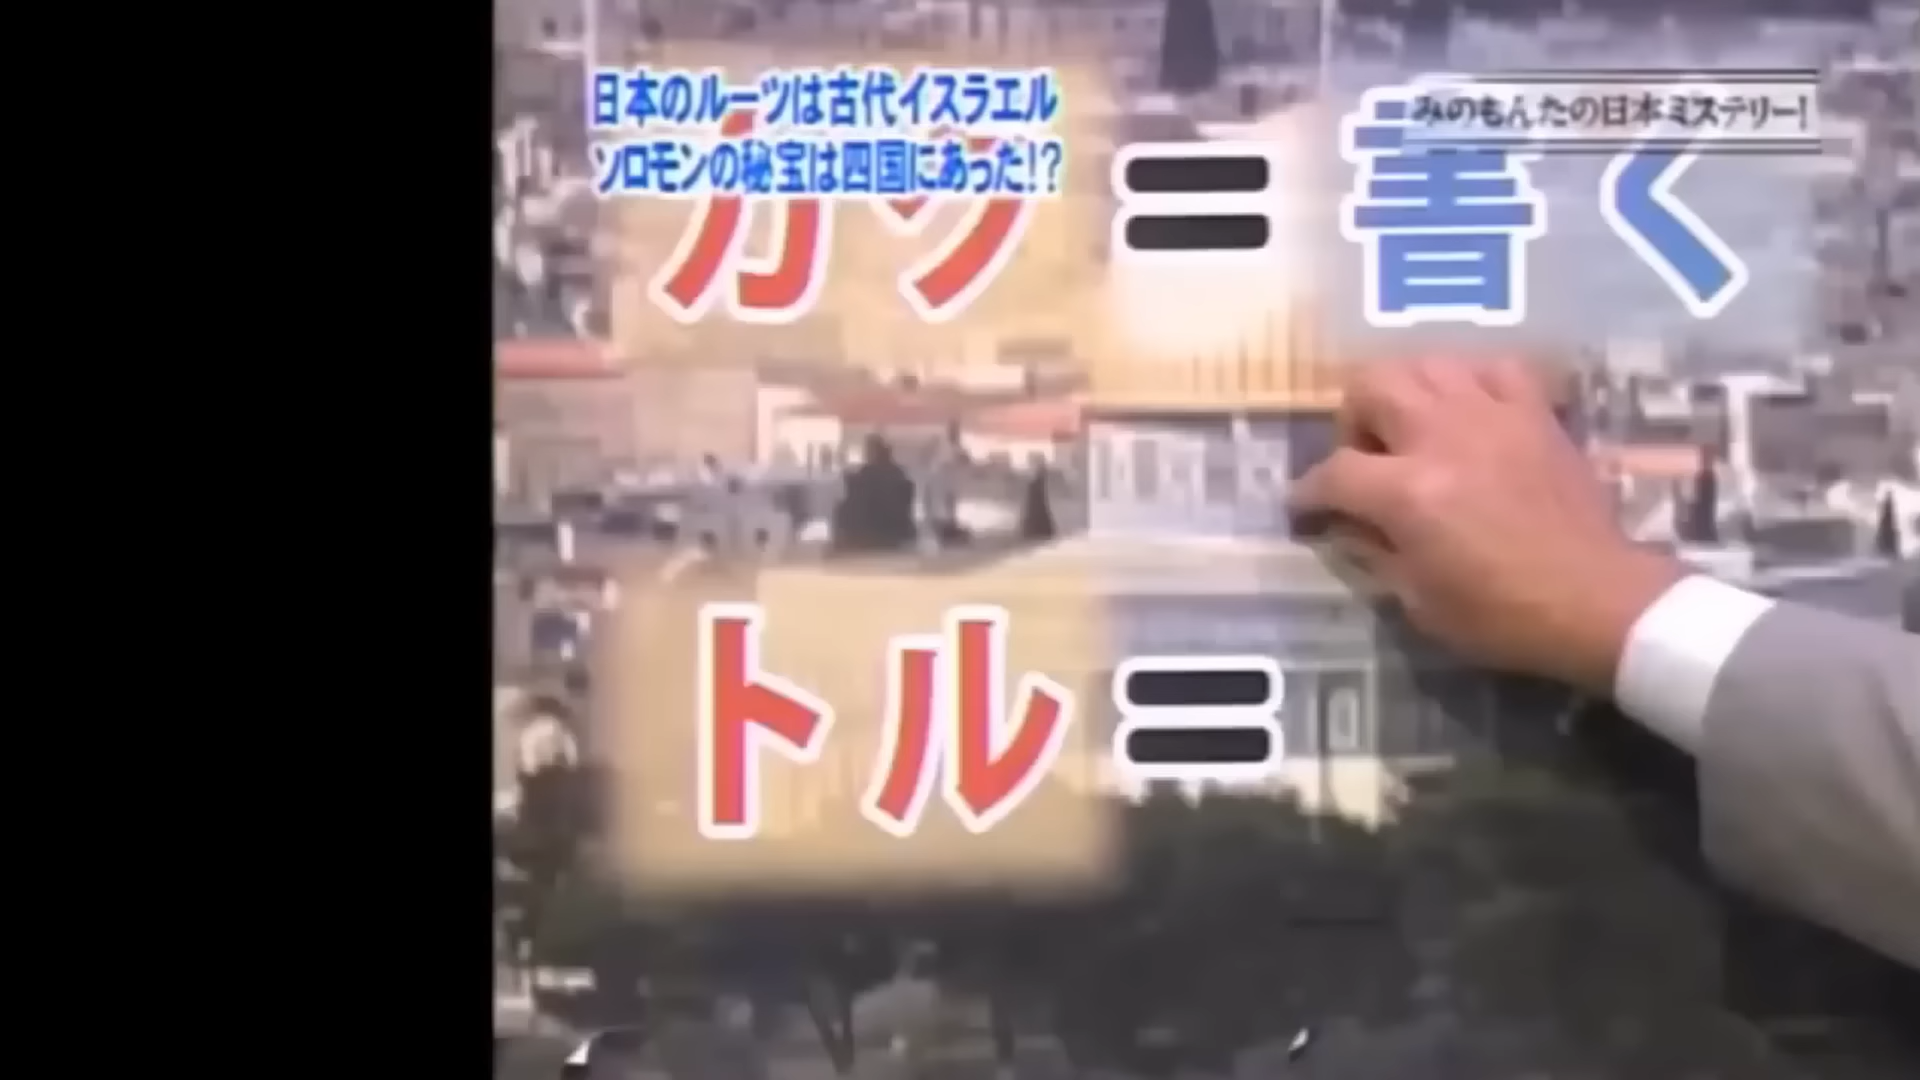 日本のルーツは古代イスラエル
ソロモンの秘宝は四国にあった!?
みのもんたの日本ミステリー!
カク=書く
トル=